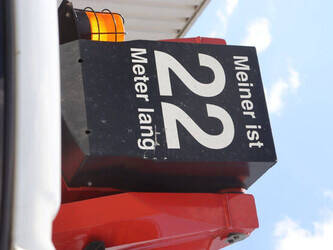 Meiner ist
22
Meter lang